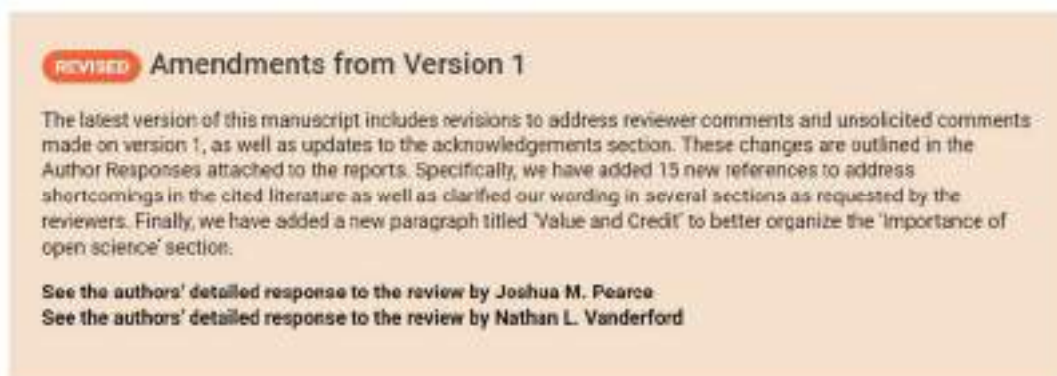 REVISED Amendments from Version 1
The latest version of this manuscript includes revisions to address reviewer comments and unsolicited comments
made on version 1, as well as updates to the acknowledgements section. These changes are outlined in the
Author Responses attached to the reports. Specifically, we have added 15 new references to address
shortcomings in the cited literature as well as clarified our wording in several sections as requested by the
reviewers. Finally, we have added a new paragraph titled 'Value and Credit' to better organize the 'Importance of
open science' section.
See the authors' detailed response to the review by Joshua M. Pearce
See the authors' detailed response to the review by Nathan L. Vanderford